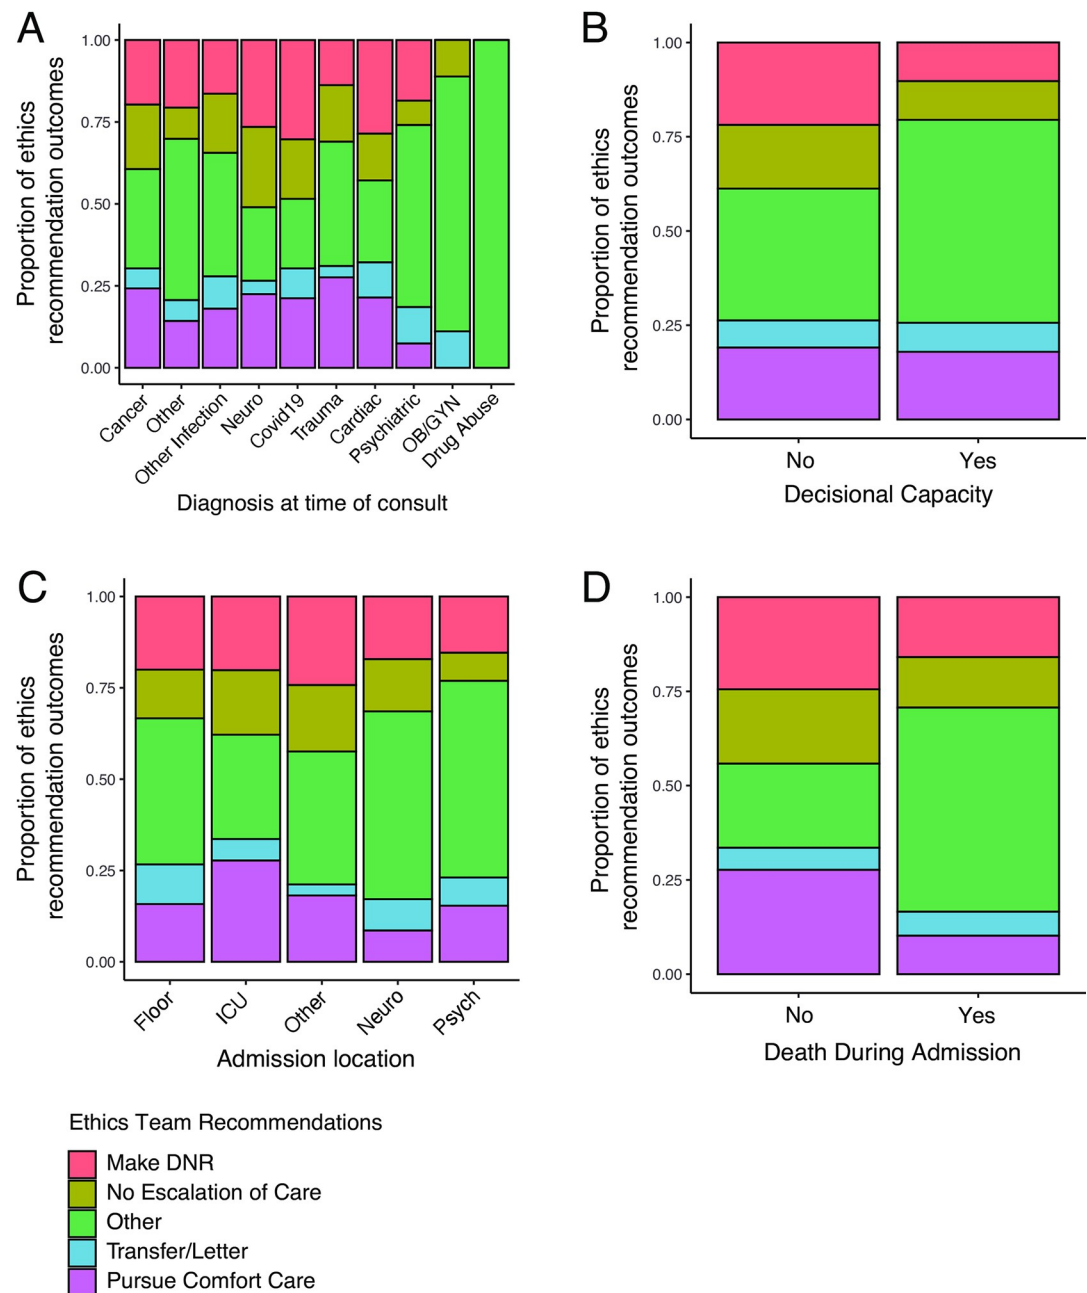 A
Proportion of ethics
recommendation outcomes
1.00
0.75
0.50
0.25
0.00
Cancer
Other
Other Infection
Neuro
Covid19
Trauma
Cardiac
Psychiatric
OB/GYN
Drug Abuse
Diagnosis at time of consult
B
Proportion of ethics
recommendation outcomes
1.00
0.75
0.50
0.25
0.00
No
Yes
Decisional Capacity
C
Proportion of ethics
recommendation outcomes
1.00
0.75
0.50
0.25
0.00
Floor
ICU
Other
Neuro
Psych
Admission location
D
Proportion of ethics
recommendation outcomes
1.00
0.75
0.50
0.25
0.00
No
Yes
Death During Admission
Ethics Team Recommendations
Make DNR
No Escalation of Care
Other
Transfer/Letter
Pursue Comfort Care